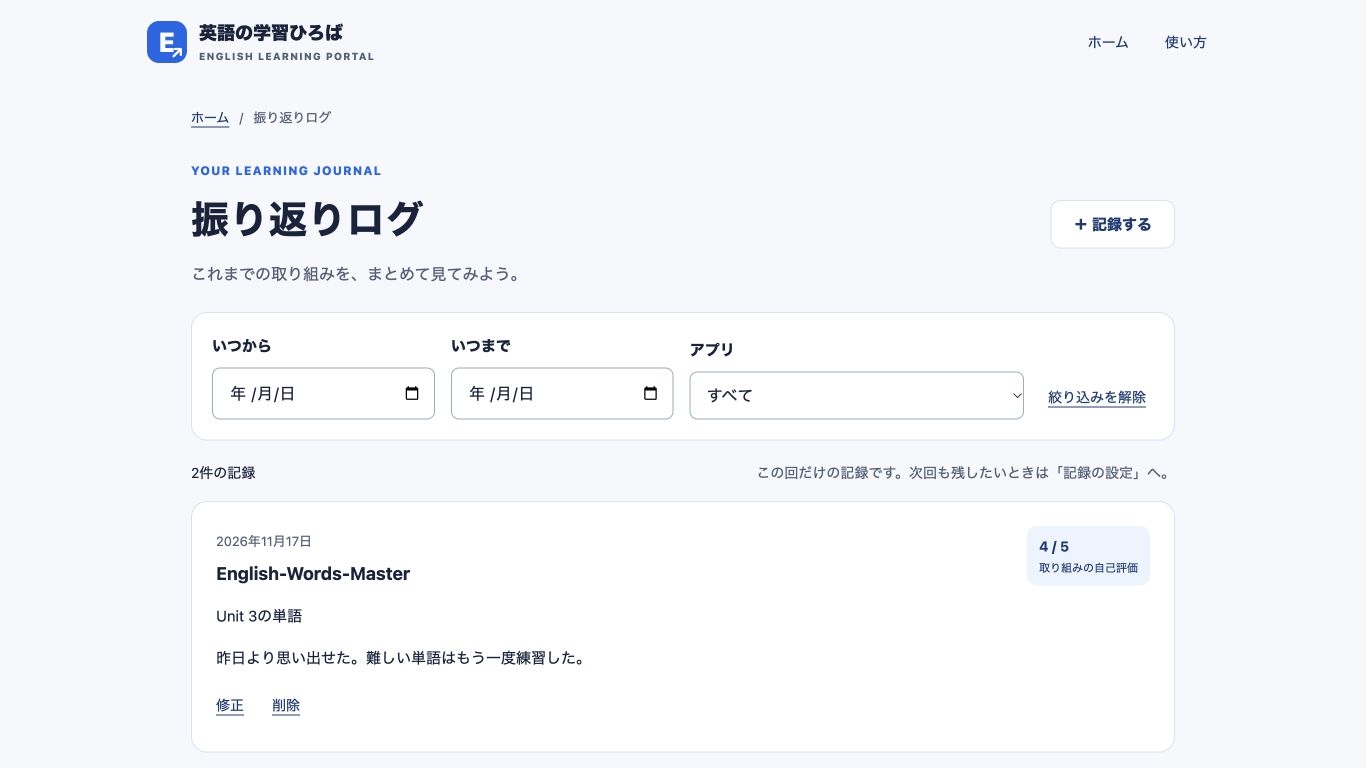 E
英語の学習ひろば
ENGLISH LEARNING PORTAL
ホーム
使い方
ホーム / 振り返りログ
YOUR LEARNING JOURNAL
振り返りログ
+ 記録する
これまでの取り組みを、まとめて見てみよう。
いつから
いつまで
アプリ
年 /月/日
年 /月/日
すべて
絞り込みを解除
2件の記録
この回だけの記録です。次回も残したいときは「記録の設定」へ。
2026年11月17日
4 / 5
取り組みの自己評価
English-Words-Master
Unit 3の単語
昨日より思い出せた。難しい単語はもう一度練習した。
修正
削除